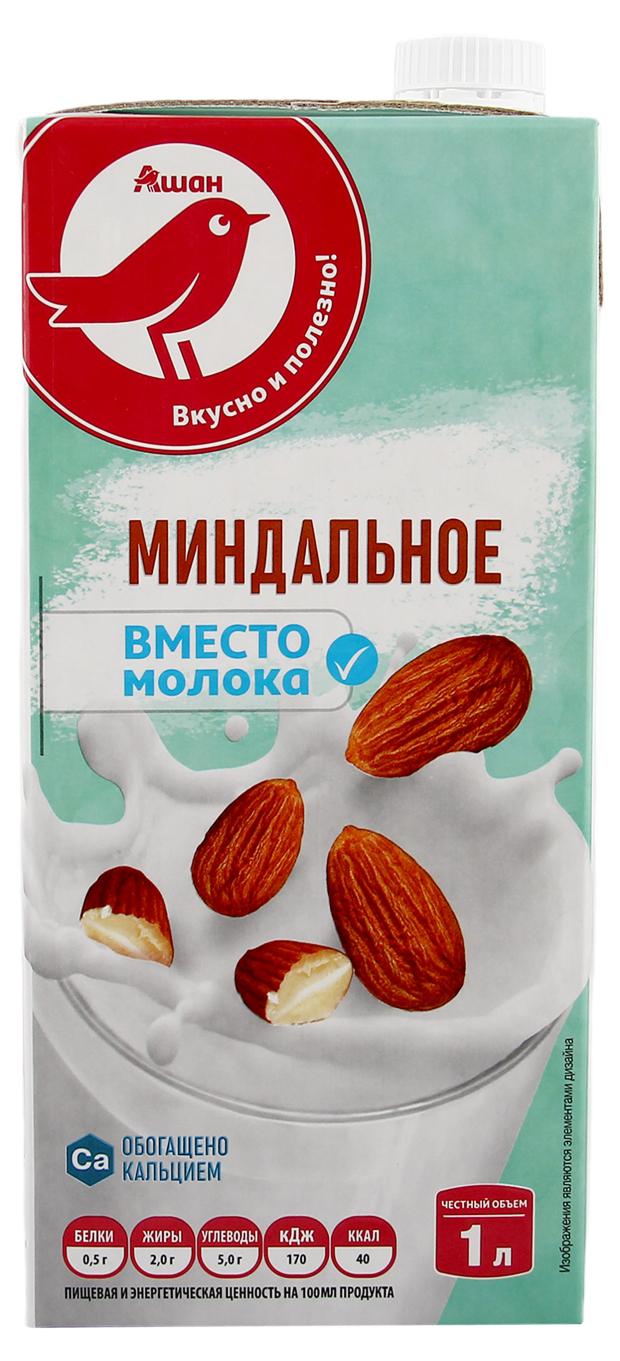 Ашан
Вкусно и полезно!
МИНДАЛЬНОЕ
ВМЕСТО
молока
Ca
ОБОГАЩЕНО
КАЛЬЦИЕМ
БЕЛКИ
0,5 г
ЖИРЫ
2,0 г
УГЛЕВОДЫ
5,0 г
кДж
170
ККАЛ
40
ПИЩЕВАЯ И ЭНЕРГЕТИЧЕСКАЯ ЦЕННОСТЬ НА 100МЛ ПРОДУКТА
ЧЕСТНЫЙ ОБЪЕМ
1 л
Изображения являются элементами дизайна